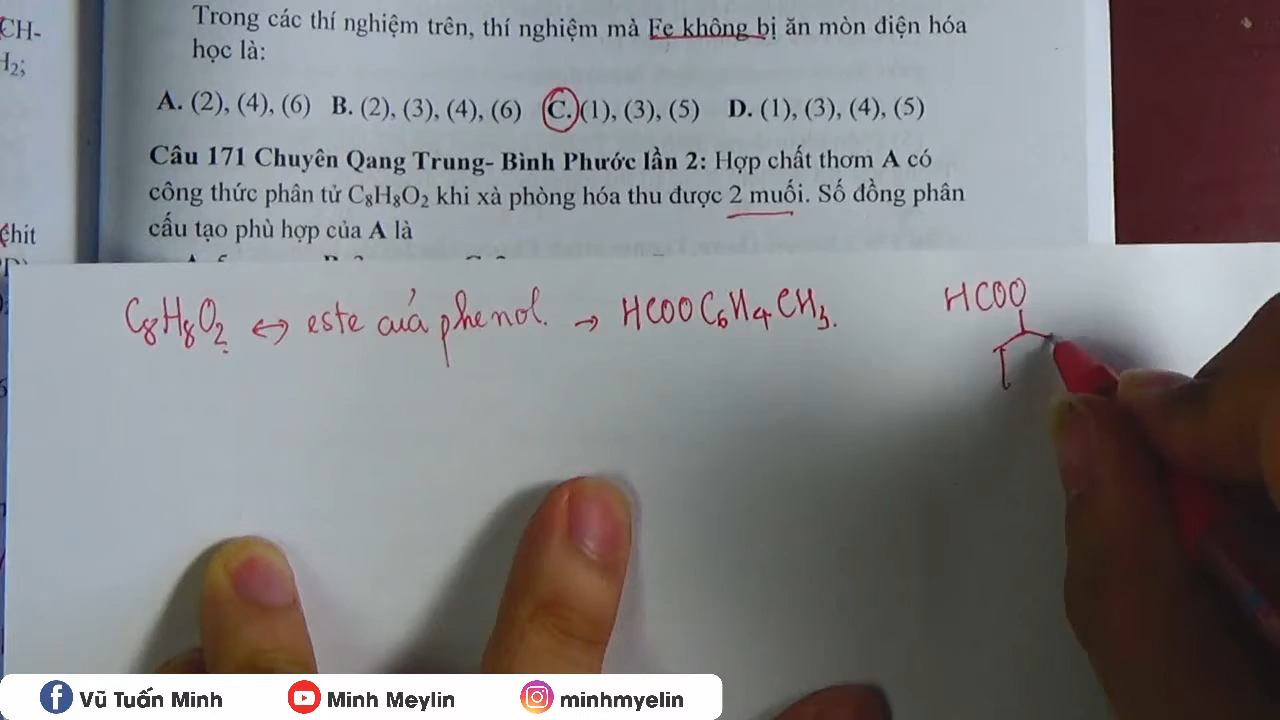 CH-
H₂;
Trong các thí nghiệm trên, thí nghiệm mà Fe không bị ăn mòn điện hóa
học là:
A. (2), (4), (6) B. (2), (3), (4), (6) C. (1), (3), (5) D. (1), (3), (4), (5)
Câu 171 Chuyên Qang Trung- Bình Phước lần 2: Hợp chất thơm A có
công thức phân tử C₈H₈O₂ khi xà phòng hóa thu được 2 muối. Số đồng phân
cấu tạo phù hợp của A là
C₈H₈O₂ ↔ este của phenol. → HCOOC₆H₄CH₃.
HCOO
Vũ Tuấn Minh
Minh Meylin
minhmyelin